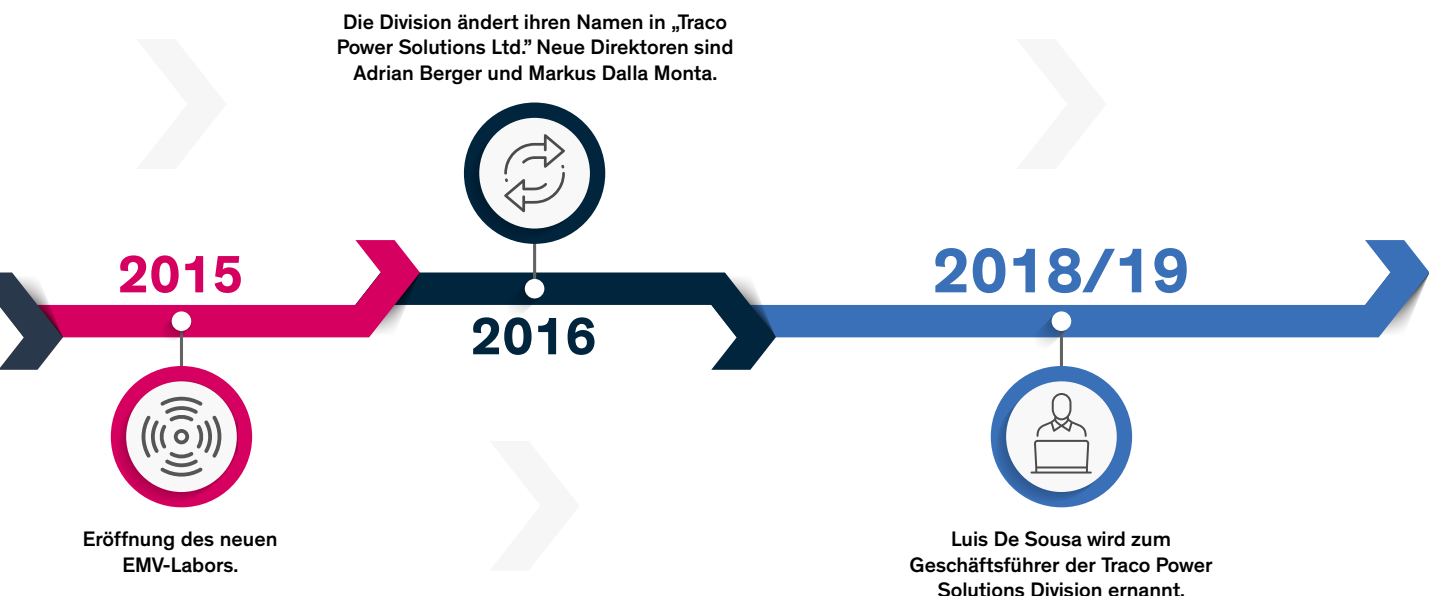 Die Division ändert ihren Namen in „Traco
Power Solutions Ltd.” Neue Direktoren sind
Adrian Berger und Markus Dalla Monta.
2015
2016
2018/19
Eröffnung des neuen
EMV-Labors.
Luis De Sousa wird zum
Geschäftsführer der Traco Power
Solutions Division ernannt.